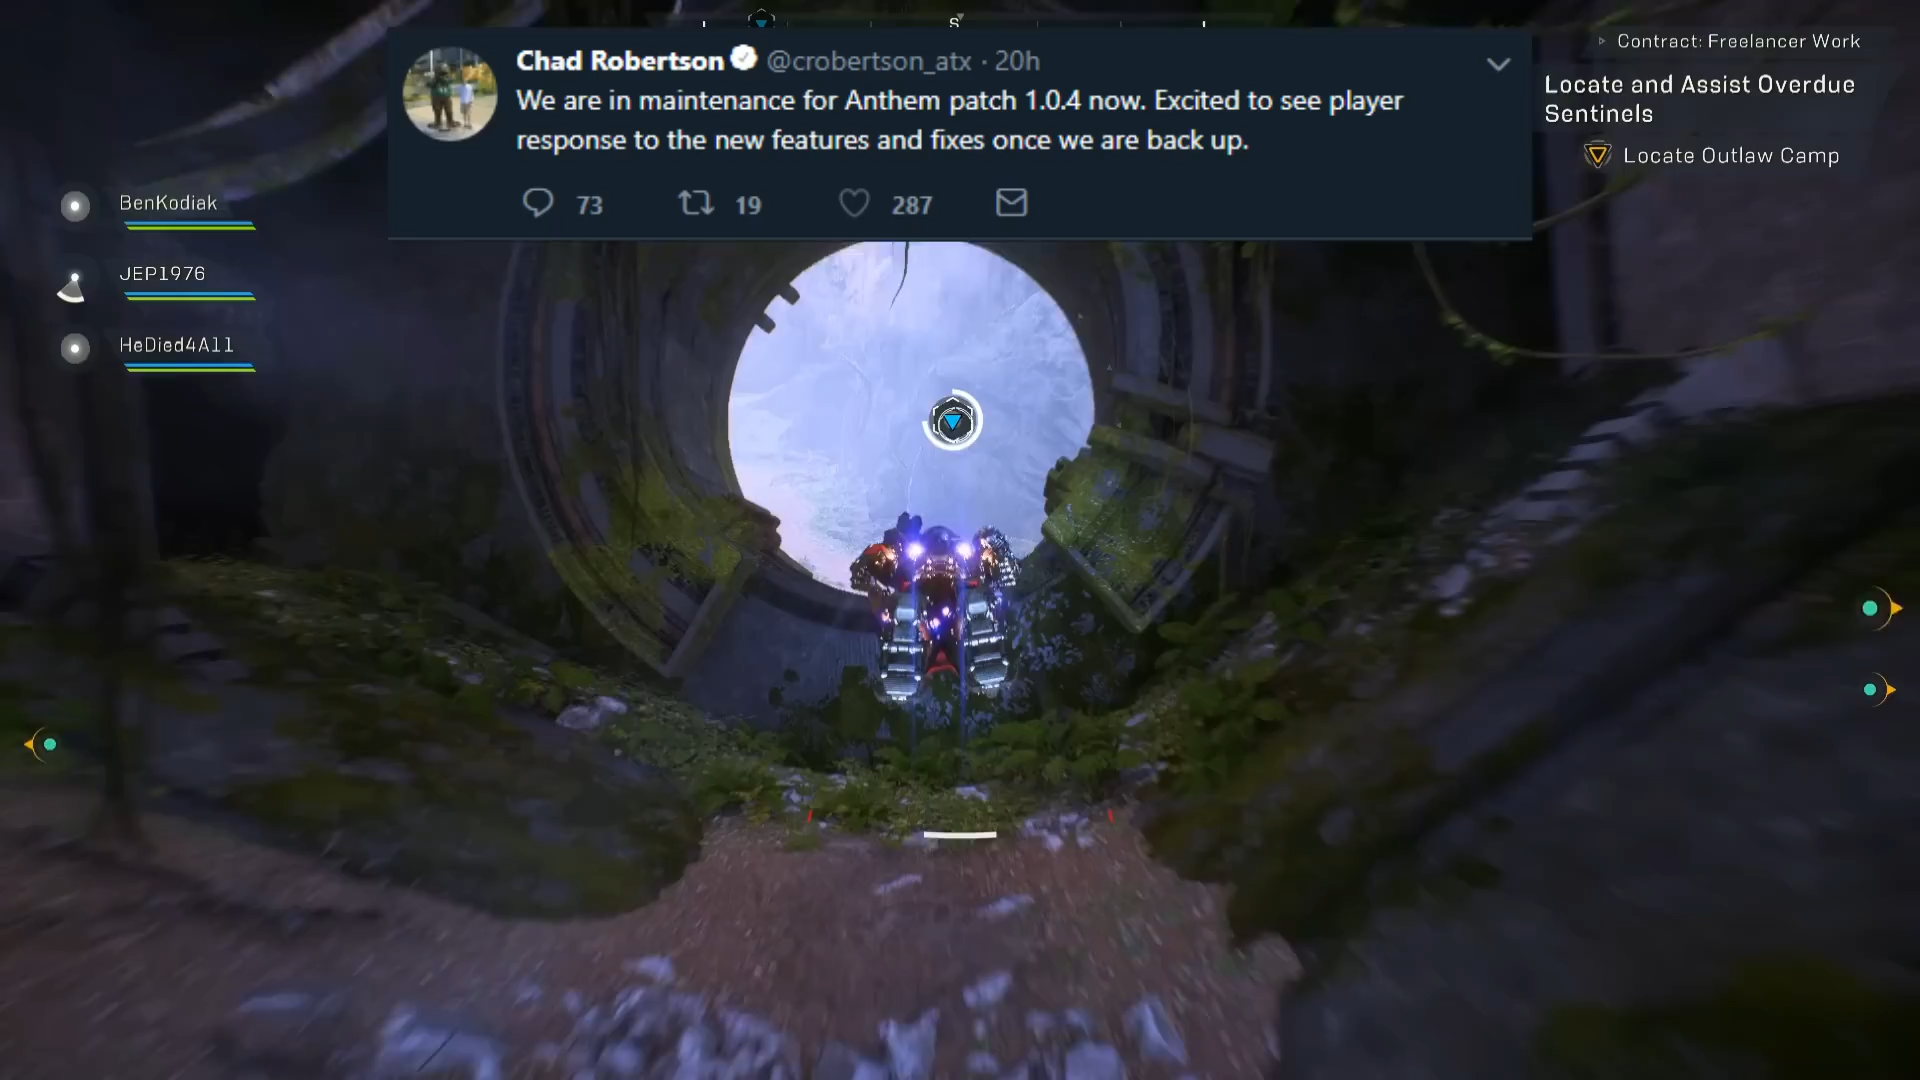 S
Chad Robertson @crobertson_atx · 20h
We are in maintenance for Anthem patch 1.0.4 now. Excited to see player
response to the new features and fixes once we are back up.
73 19 287
Contract: Freelancer Work
Locate and Assist Overdue
Sentinels
Locate Outlaw Camp
BenKodiak
JEP1976
HeDied4All